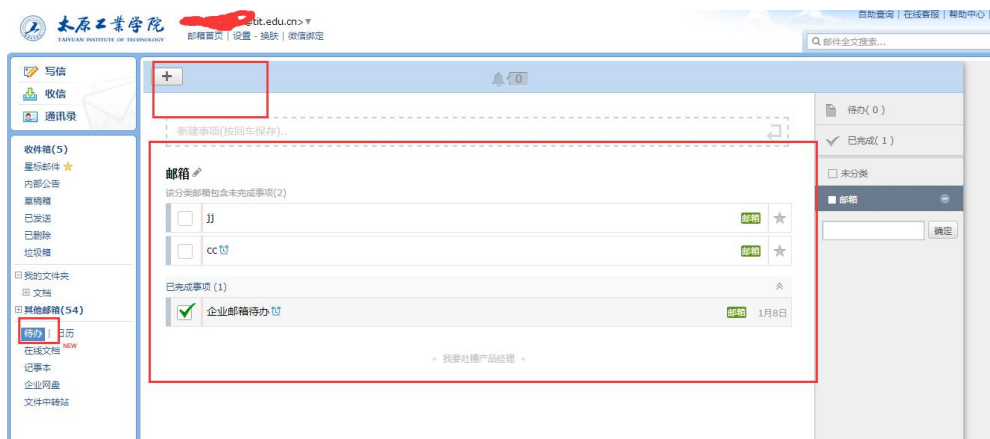 太原工业学院
TAIYUAN INSTITUTE OF TECHNOLOGY
@tit.edu.cn>▼
邮箱首页 | 设置 - 换肤 | 微信绑定
自助查询 | 在线客服 | 帮助中心 |
邮件全文搜索...
写信
收信
通讯录
收件箱(5)
星标邮件
内部公告
草稿箱
已发送
已删除
垃圾箱
我的文件夹
文档
其他邮箱(54)
待办 | 日历
在线文档 NEW
记事本
企业网盘
文件中转站
+
0
新建事项(按回车保存)..
邮箱
该分类邮箱包含未完成事项(2)
jj 邮箱
cc 邮箱
已完成事项 (1)
企业邮箱待办 邮箱 1月8日
我要吐槽产品经理
待办( 0 )
已完成( 1 )
未分类
邮箱
确定